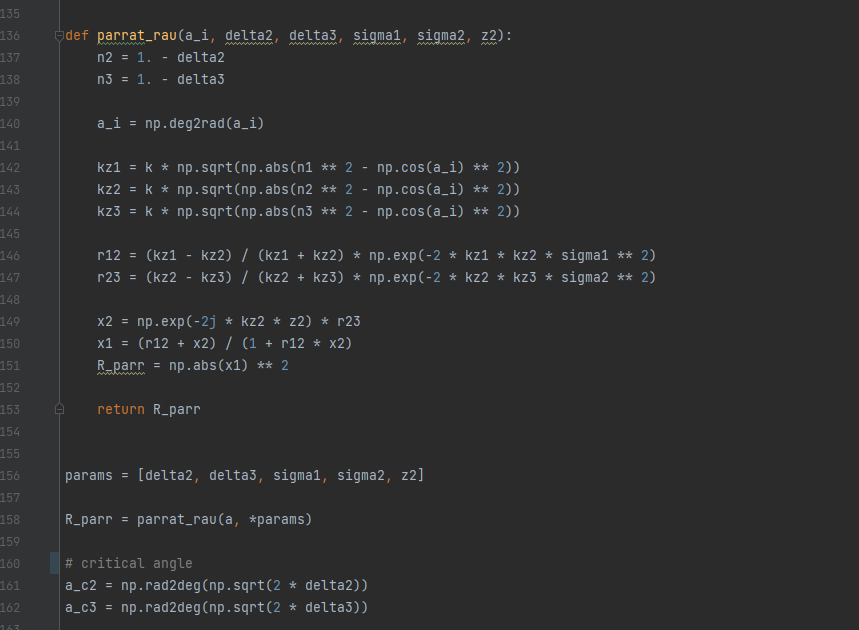 135
136 def parrat_rau(a_i, delta2, delta3, sigma1, sigma2, z2):
137     n2 = 1. - delta2
138     n3 = 1. - delta3
139
140     a_i = np.deg2rad(a_i)
141
142     kz1 = k * np.sqrt(np.abs(n1 ** 2 - np.cos(a_i) ** 2))
143     kz2 = k * np.sqrt(np.abs(n2 ** 2 - np.cos(a_i) ** 2))
144     kz3 = k * np.sqrt(np.abs(n3 ** 2 - np.cos(a_i) ** 2))
145
146     r12 = (kz1 - kz2) / (kz1 + kz2) * np.exp(-2 * kz1 * kz2 * sigma1 ** 2)
147     r23 = (kz2 - kz3) / (kz2 + kz3) * np.exp(-2 * kz2 * kz3 * sigma2 ** 2)
148
149     x2 = np.exp(-2j * kz2 * z2) * r23
150     x1 = (r12 + x2) / (1 + r12 * x2)
151     R_parr = np.abs(x1) ** 2
152
153     return R_parr
154
155
156 params = [delta2, delta3, sigma1, sigma2, z2]
157
158 R_parr = parrat_rau(a, *params)
159
160 # critical angle
161 a_c2 = np.rad2deg(np.sqrt(2 * delta2))
162 a_c3 = np.rad2deg(np.sqrt(2 * delta3))
163